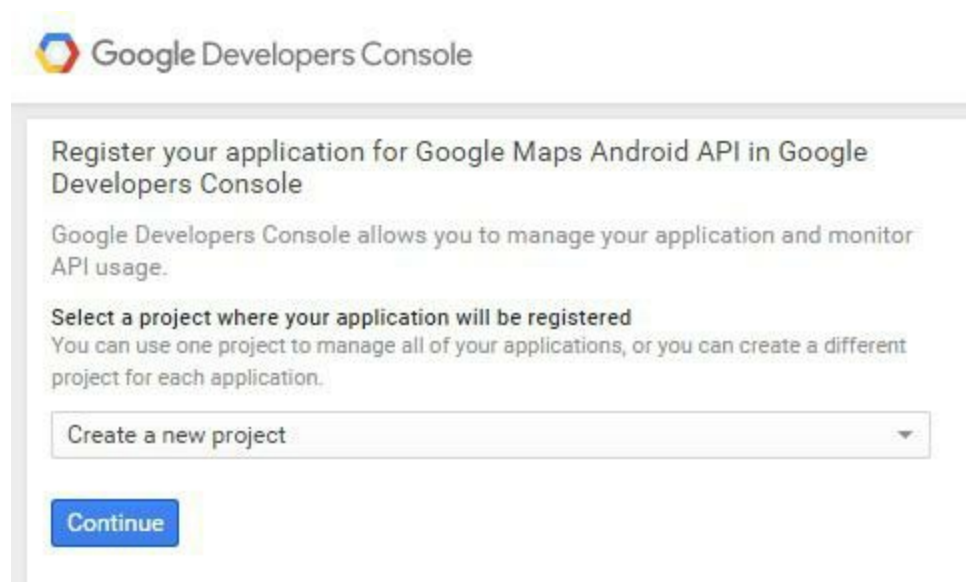 Google Developers Console
Register your application for Google Maps Android API in Google
Developers Console
Google Developers Console allows you to manage your application and monitor
API usage.
Select a project where your application will be registered
You can use one project to manage all of your applications, or you can create a different
project for each application.
Create a new project
Continue